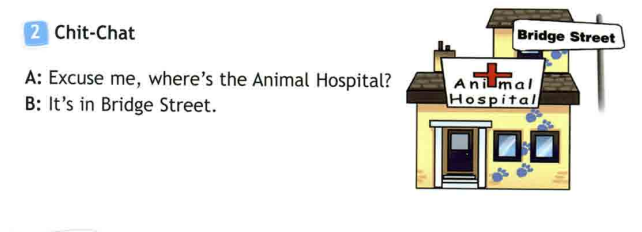 2 Chit-Chat
A: Excuse me, where's the Animal Hospital?
B: It's in Bridge Street.
Bridge Street
Animal
Hospital